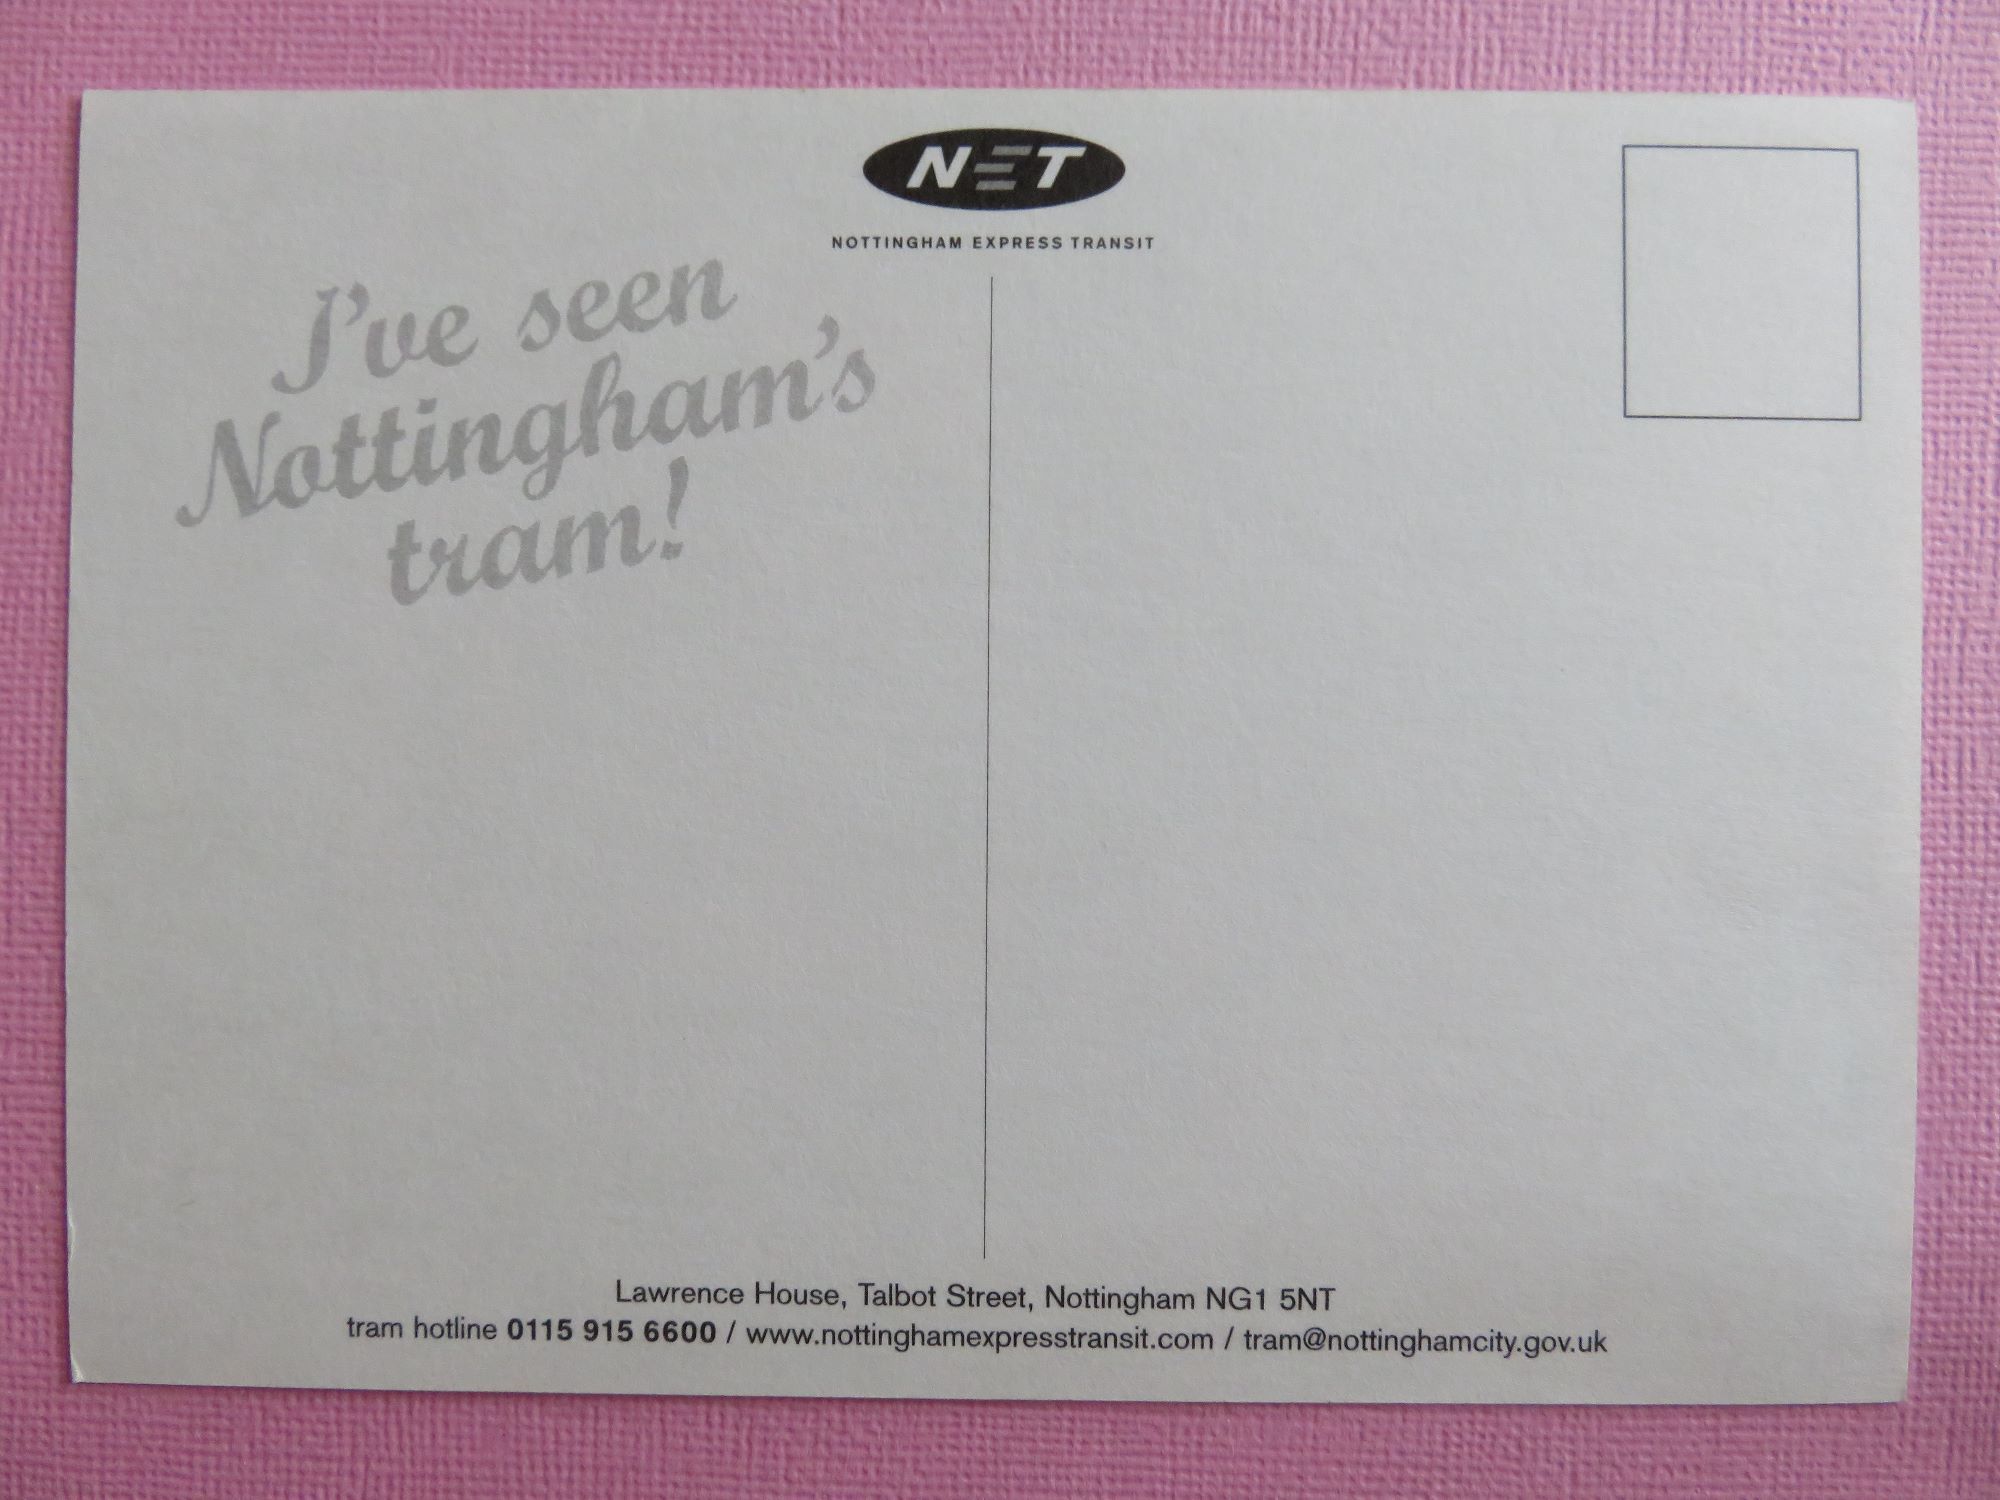 NET
NOTTINGHAM EXPRESS TRANSIT
I've seen
Nottingham's
tram!
Lawrence House, Talbot Street, Nottingham NG1 5NT
tram hotline 0115 915 6600 / www.nottinghamexpresstransit.com / tram@nottinghamcity.gov.uk